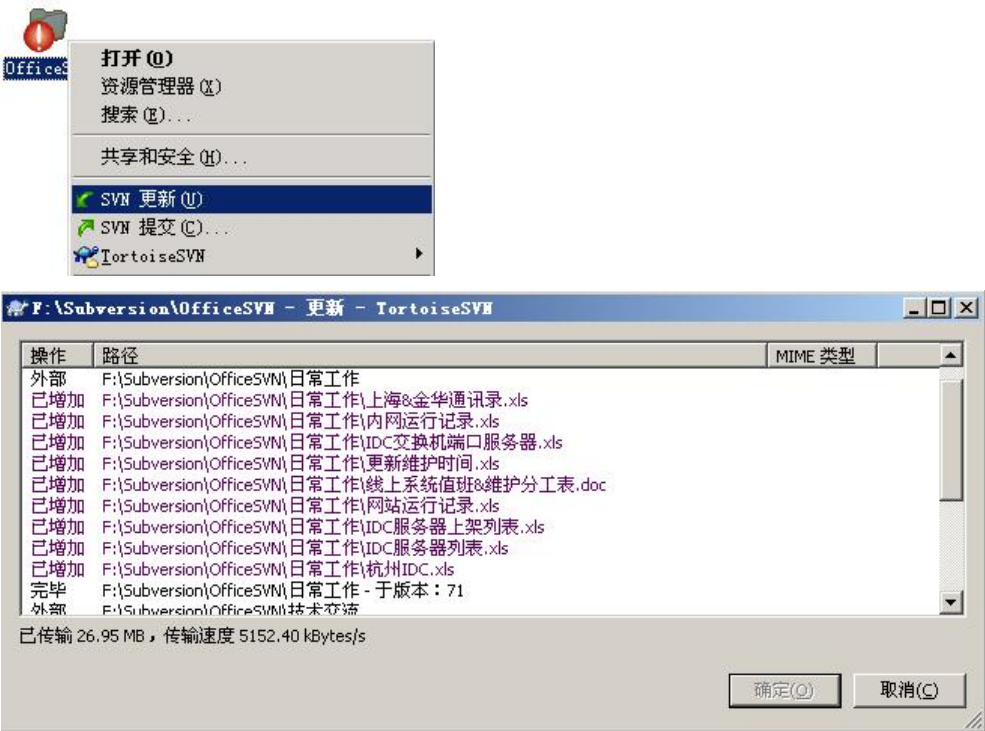 OfficeS
打开(O)
资源管理器(X)
搜索(E)...
共享和安全(H)...
SVN 更新(U)
SVN 提交(C)...
TortoiseSVN
F:\Subversion\OfficeSVN - 更新 - TortoiseSVN
操作 路径 MIME 类型
外部 F:\Subversion\OfficeSVN\日常工作
已增加 F:\Subversion\OfficeSVN\日常工作\上海&金华通讯录.xls
已增加 F:\Subversion\OfficeSVN\日常工作\内网运行记录.xls
已增加 F:\Subversion\OfficeSVN\日常工作\IDC交换机端口服务器.xls
已增加 F:\Subversion\OfficeSVN\日常工作\更新维护时间.xls
已增加 F:\Subversion\OfficeSVN\日常工作\线上系统值班&维护分工表.doc
已增加 F:\Subversion\OfficeSVN\日常工作\网站运行记录.xls
已增加 F:\Subversion\OfficeSVN\日常工作\IDC服务器上架列表.xls
已增加 F:\Subversion\OfficeSVN\日常工作\IDC服务器列表.xls
已增加 F:\Subversion\OfficeSVN\日常工作\杭州IDC.xls
完毕 F:\Subversion\OfficeSVN\日常工作 - 于版本：71
外部 F:\Subversion\OfficeSVN\技术交流
已传输 26.95 MB，传输速度 5152.40 kBytes/s
确定(O) 取消(C)